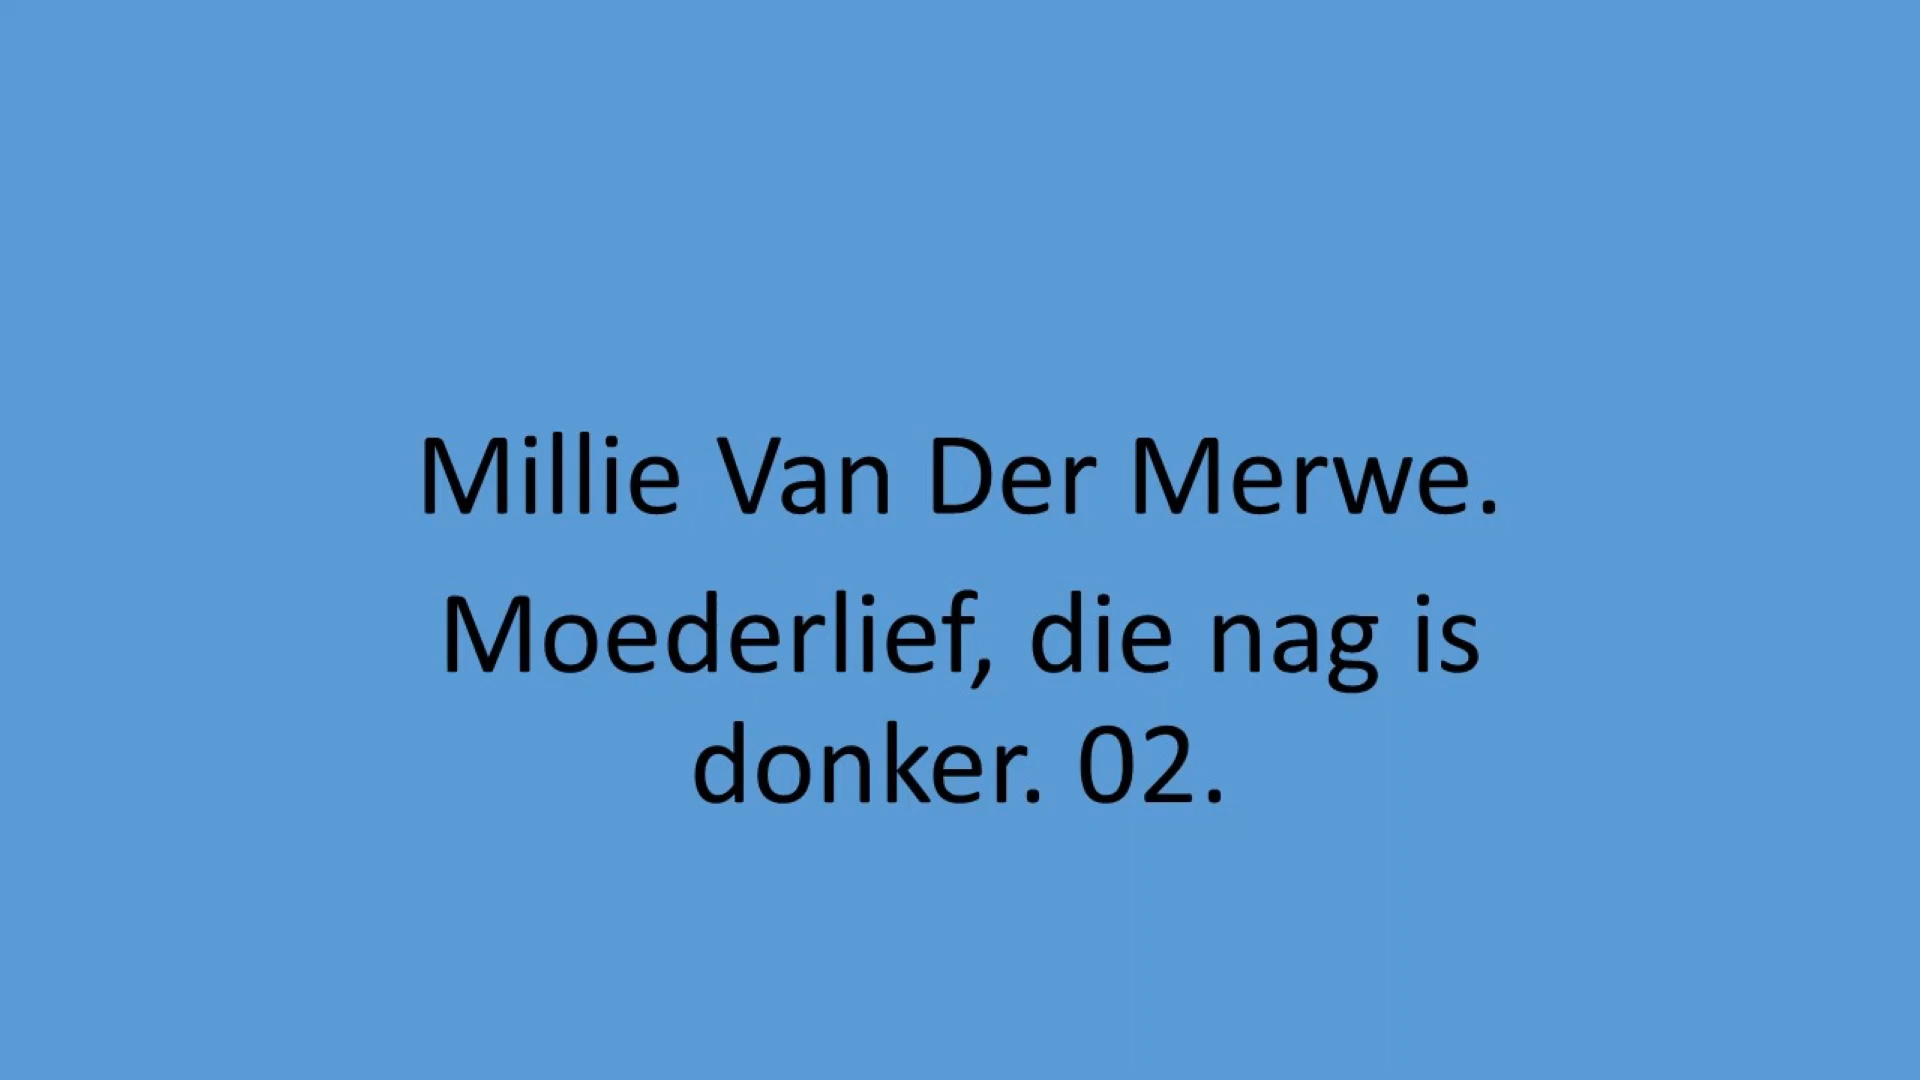 Millie Van Der Merwe.
Moederlief, die nag is
donker. 02.